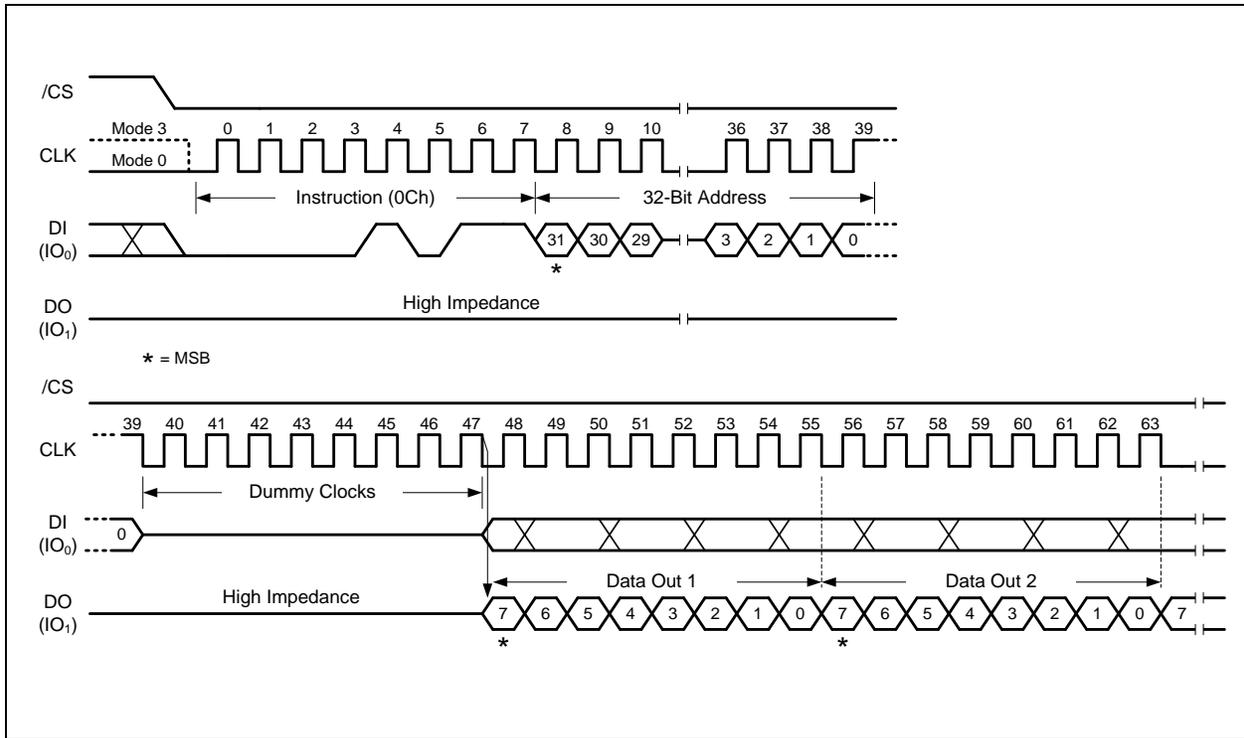 /CS
Mode 3 0 1 2 3 4 5 6 7 8 9 10 36 37 38 39
CLK
Mode 0
Instruction (0Ch) 32-Bit Address
DI
(IO₀)
31 30 29 3 2 1 0
*
High Impedance
DO
(IO₁)
* = MSB
/CS
39 40 41 42 43 44 45 46 47 48 49 50 51 52 53 54 55 56 57 58 59 60 61 62 63
CLK
Dummy Clocks
DI
(IO₀)
0
Data Out 1 Data Out 2
High Impedance
DO
(IO₁)
7 6 5 4 3 2 1 0 7 6 5 4 3 2 1 0 7
* *